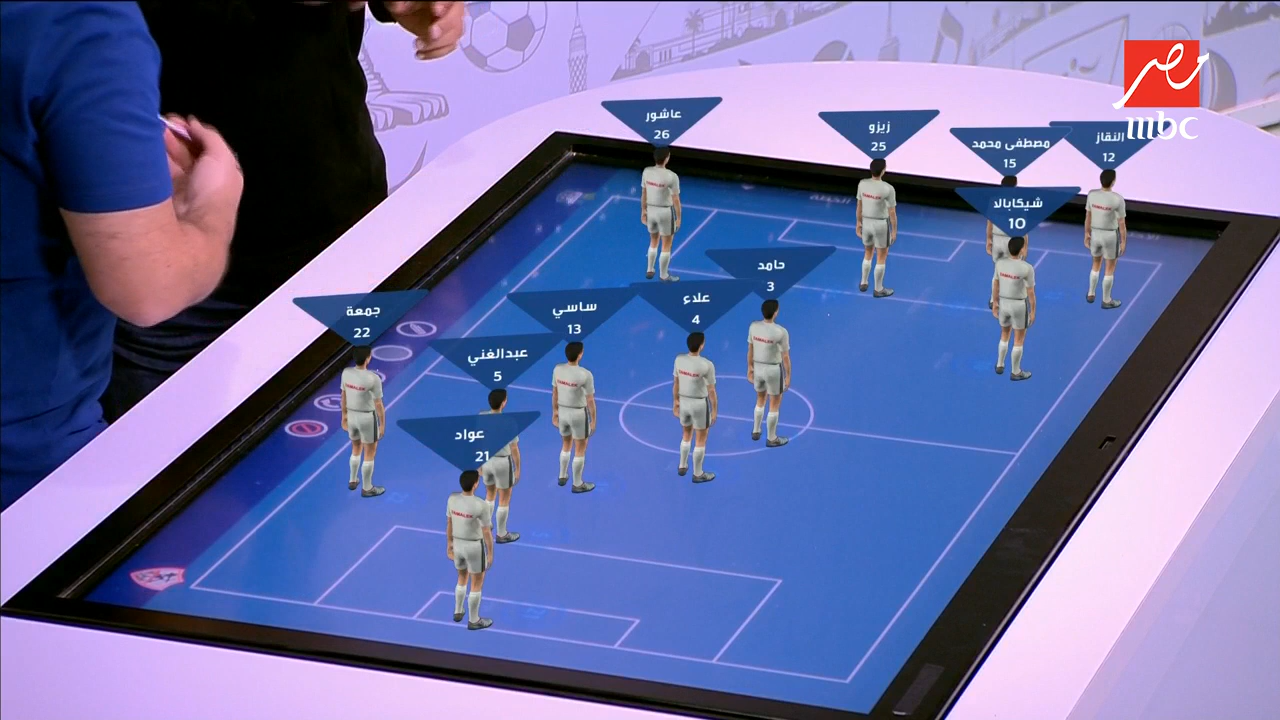 مصر
mbc
عاشور
26
زيزو
25
مصطفى محمد
15
النقاز
12
شيكابالا
10
حامد
3
علاء
4
ساسي
13
جمعة
22
عبدالغني
5
عواد
21
ZAMALEK